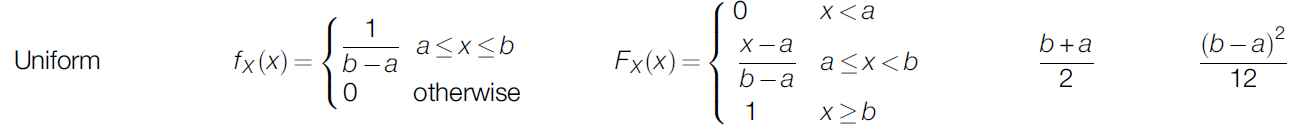 Uniform f_X(x) = { 1/(b−a) a≤x≤b; 0 otherwise F_X(x) = { 0 x<a; (x−a)/(b−a) a≤x<b; 1 x≥b (b+a)/2 (b−a)²/12